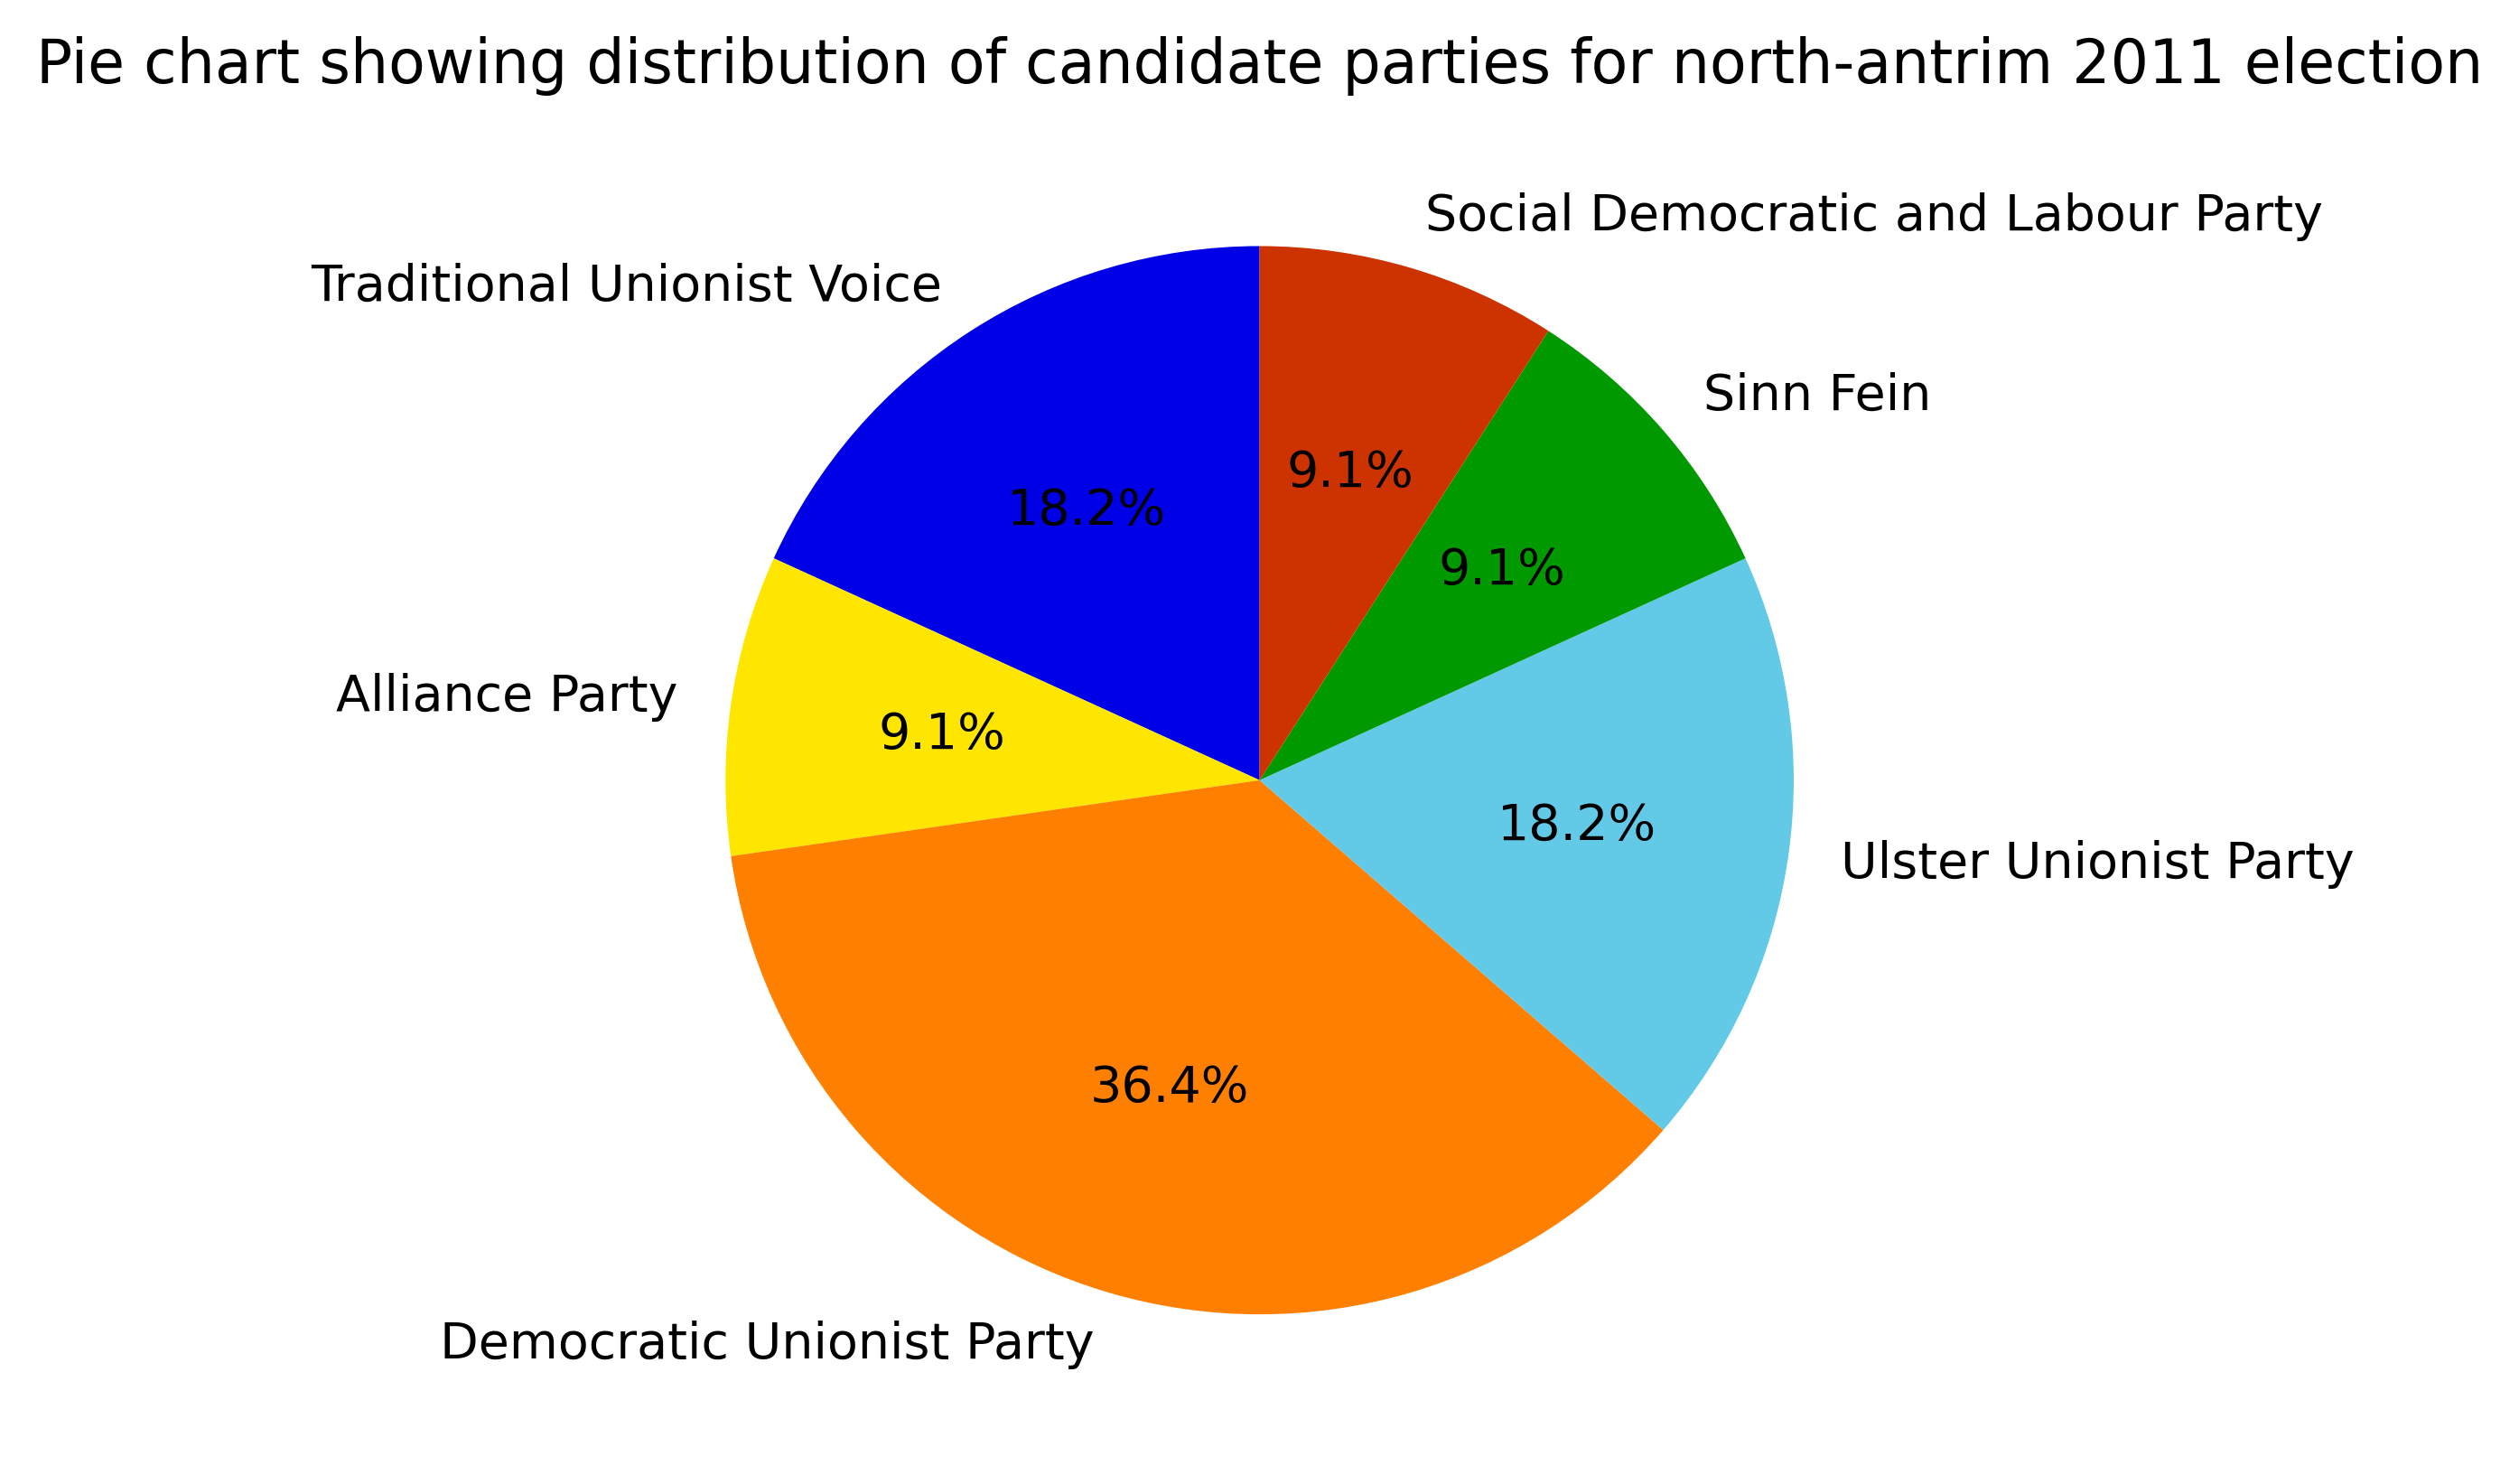 Pie chart showing distribution of candidate parties for north-antrim 2011 election
Social Democratic and Labour Party
Traditional Unionist Voice
Sinn Fein
9.1%
18.2%
9.1%
Alliance Party
9.1%
18.2%
Ulster Unionist Party
36.4%
Democratic Unionist Party